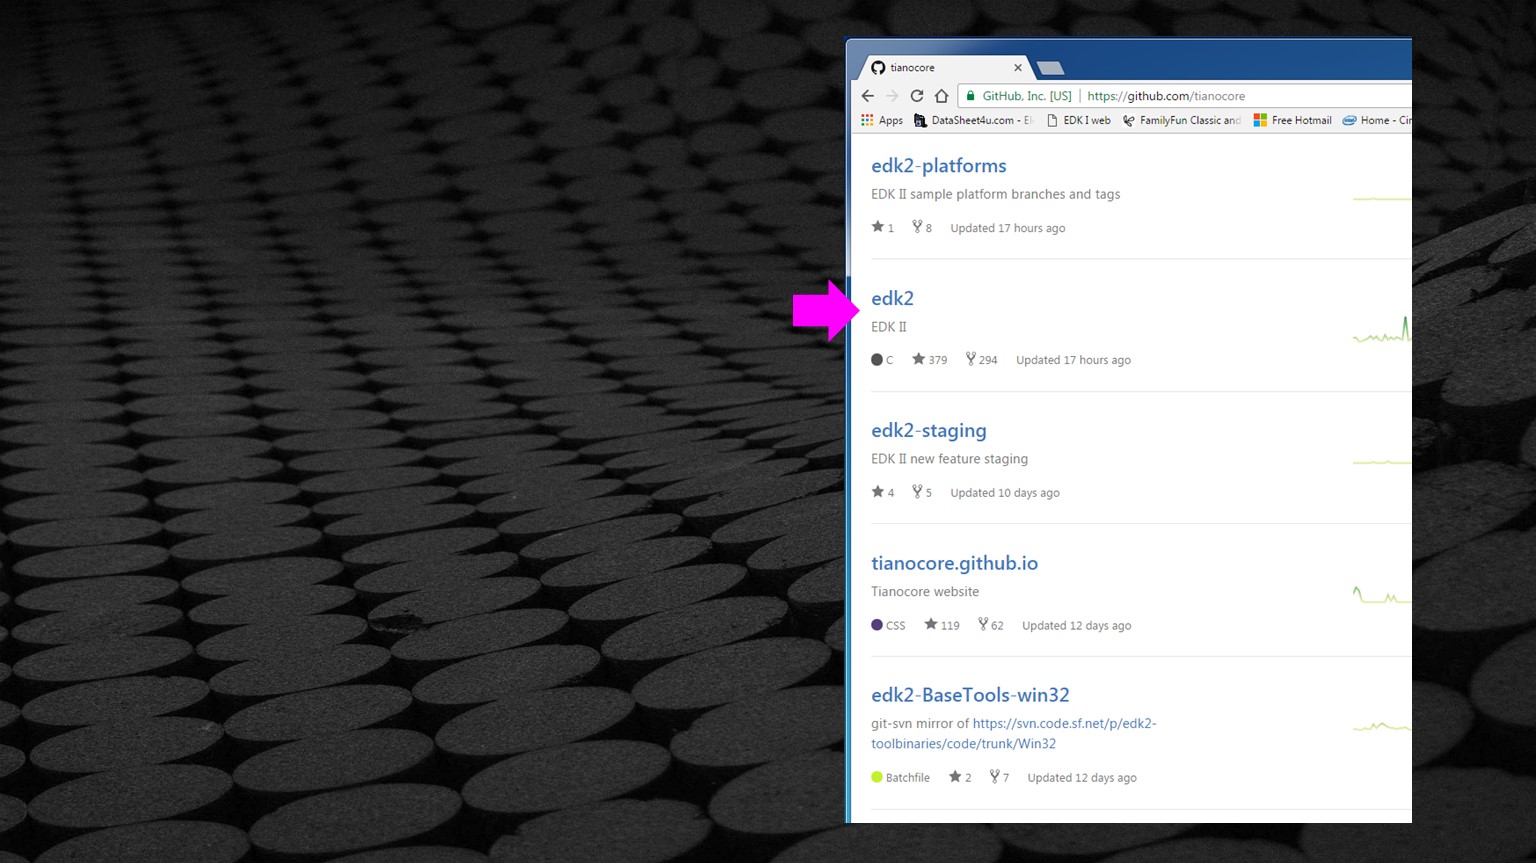 tianocore
GitHub, Inc. [US] | https://github.com/tianocore
Apps DataSheet4u.com - El EDK I web FamilyFun Classic and Free Hotmail Home - Cir
edk2-platforms
EDK II sample platform branches and tags
1 8 Updated 17 hours ago
edk2
EDK II
C 379 294 Updated 17 hours ago
edk2-staging
EDK II new feature staging
4 5 Updated 10 days ago
tianocore.github.io
Tianocore website
CSS 119 62 Updated 12 days ago
edk2-BaseTools-win32
git-svn mirror of https://svn.code.sf.net/p/edk2-
toolbinaries/code/trunk/Win32
Batchfile 2 7 Updated 12 days ago